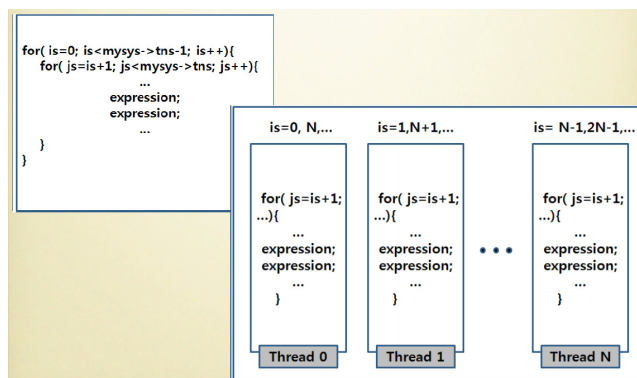 for( is=0; is<mysys->tns-1; is++){
for( js=is+1; js<mysys->tns; js++){
...
expression;
expression;
...
}
}
is=0, N,...
for( js=is+1;
...){
...
expression;
expression;
...
}
Thread 0
is=1,N+1,...
for( js=is+1;
...){
...
expression;
expression;
...
}
Thread 1
• • •
is= N-1,2N-1,...
for( js=is+1;
...){
...
expression;
expression;
...
}
Thread N